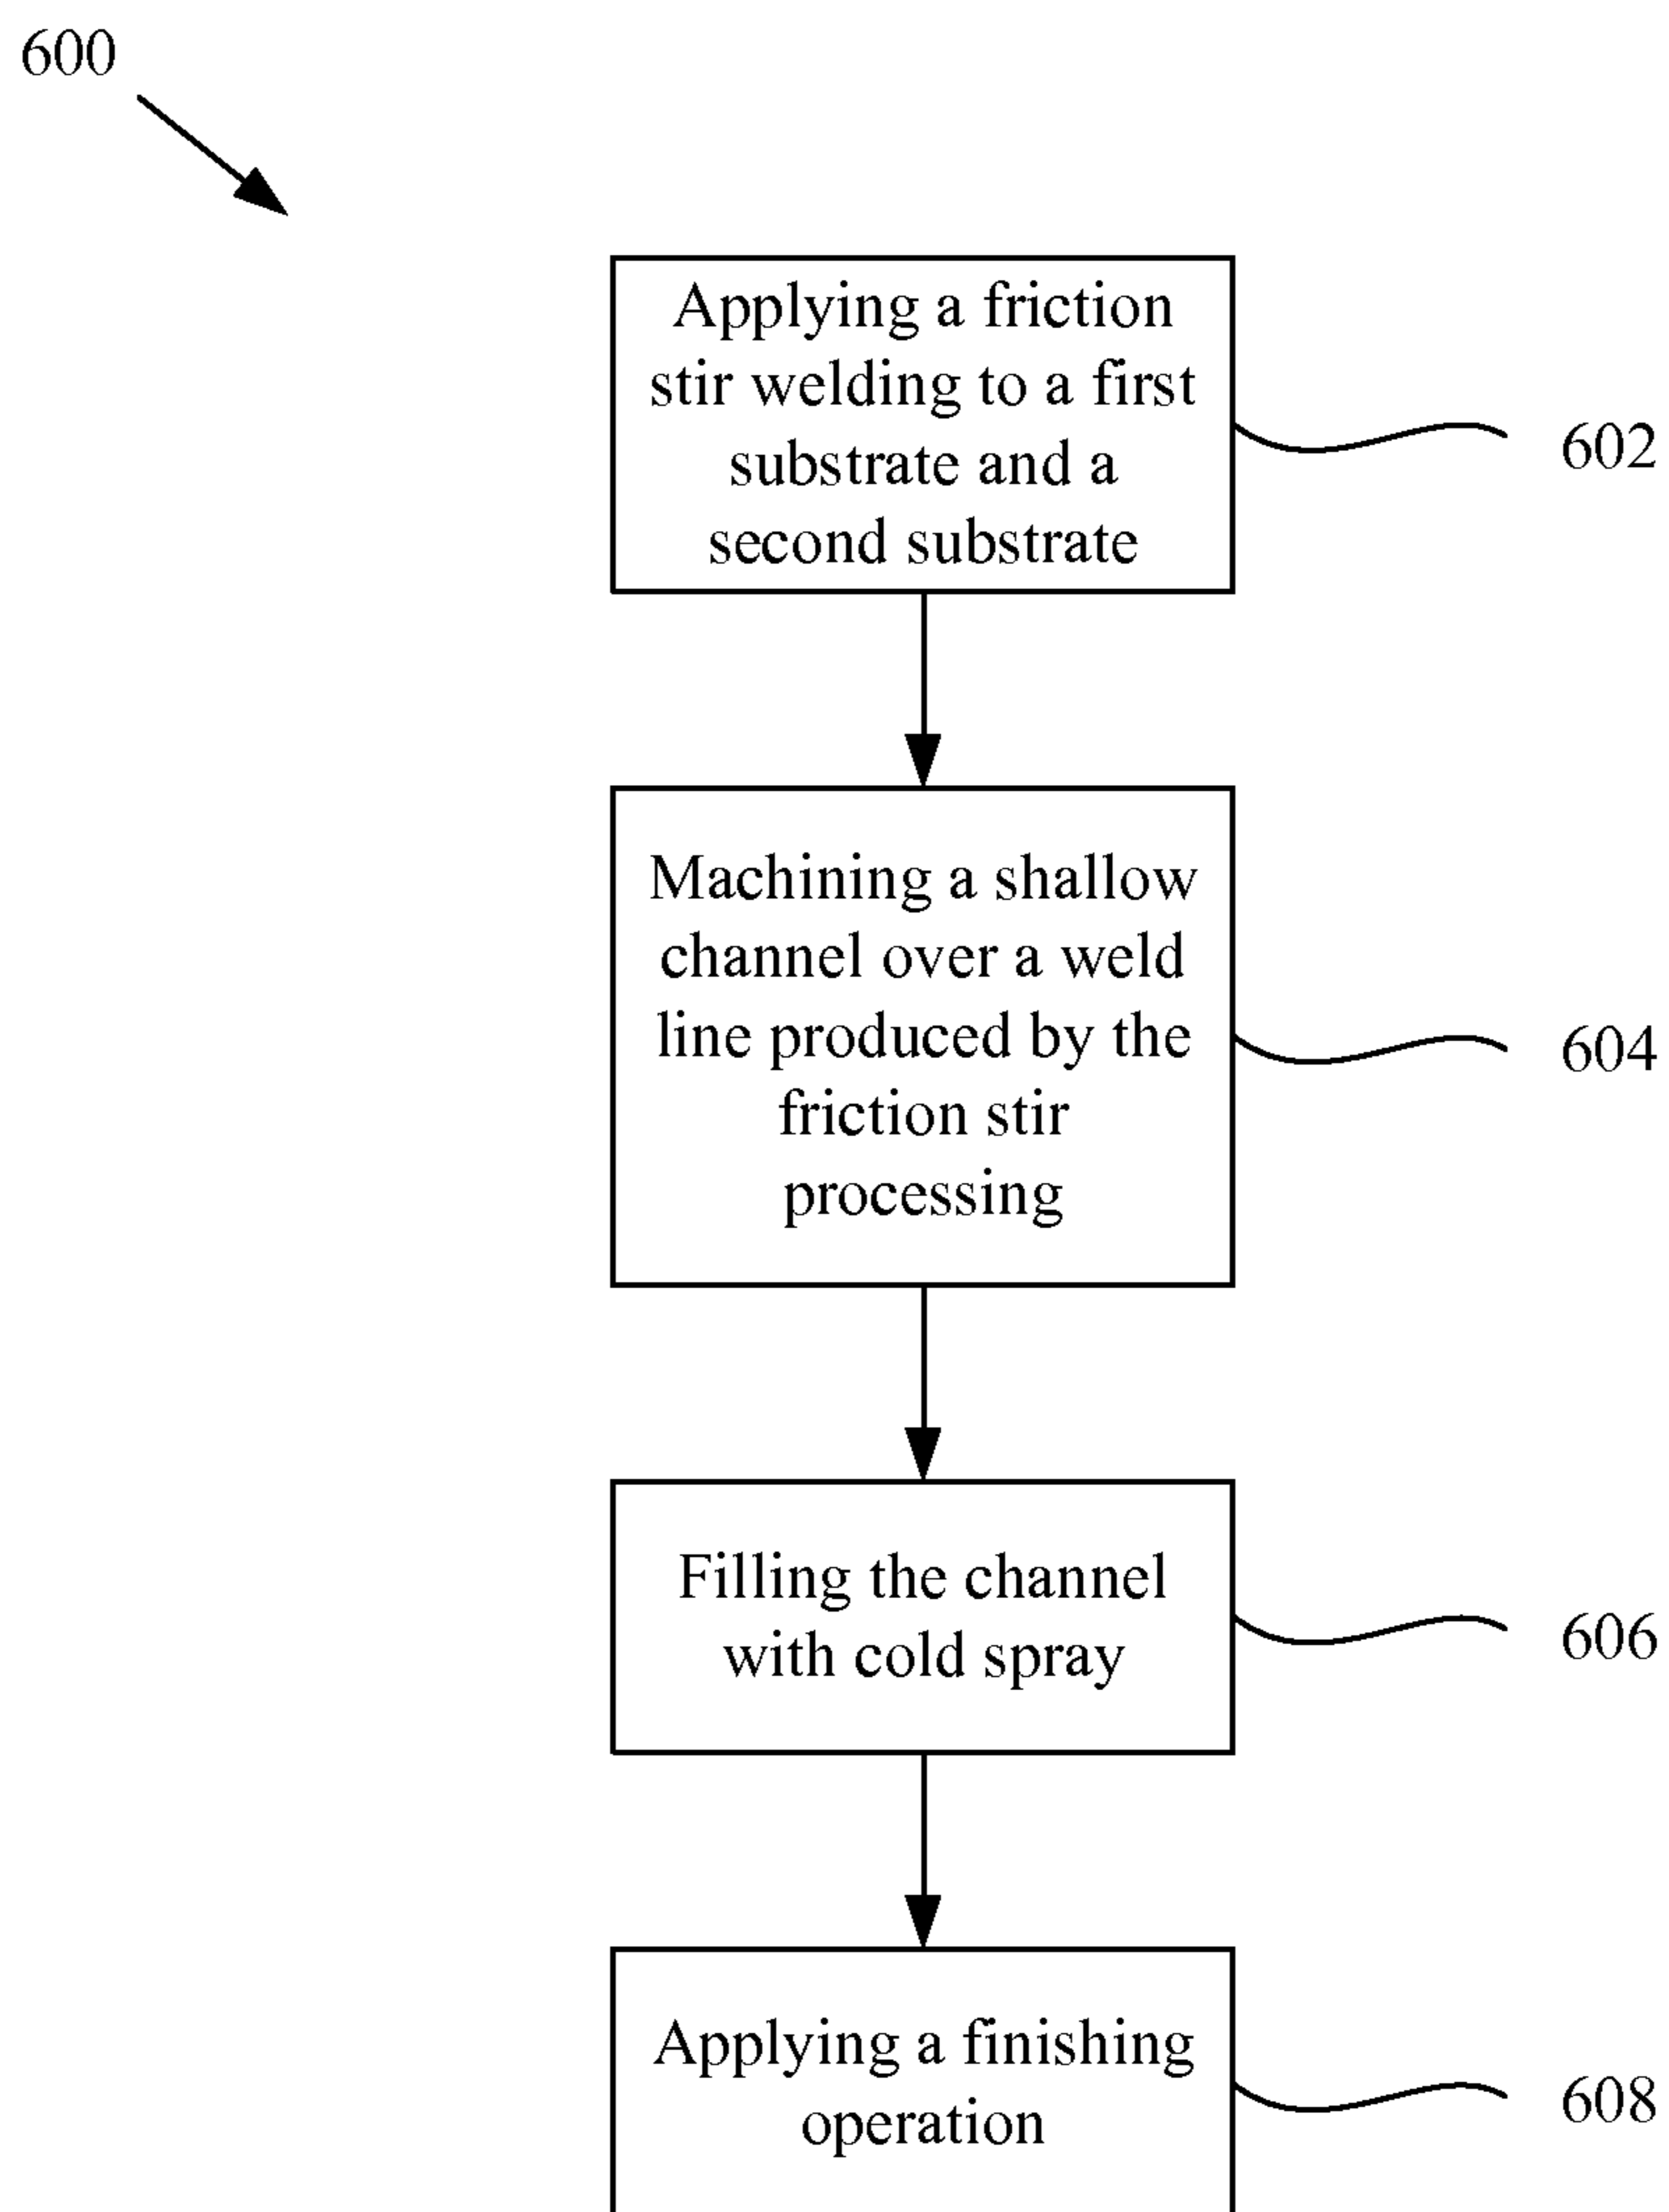 600
Applying a friction
stir welding to a first
substrate and a
second substrate
602
Machining a shallow
channel over a weld
line produced by the
friction stir
processing
604
Filling the channel
with cold spray
606
Applying a finishing
operation
608